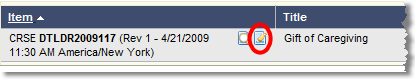 Item Title
CRSE DTLDR2009117 (Rev 1 - 4/21/2009 Gift of Caregiving
11:30 AM America/New York)